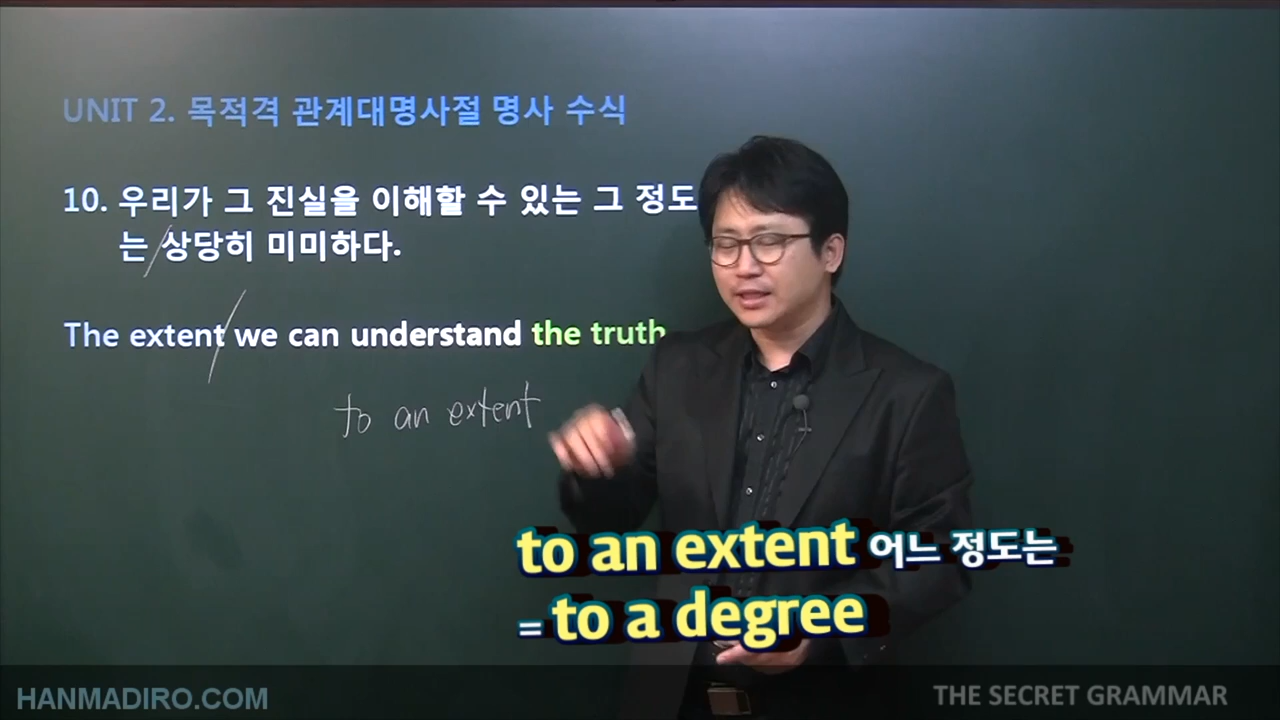 UNIT 2. 목적격 관계대명사절 명사 수식
10. 우리가 그 진실을 이해할 수 있는 그 정도
는 상당히 미미하다.
The extent we can understand the truth
to an extent
to an extent 어느 정도는
= to a degree
HANMADIRO.COM
THE SECRET GRAMMAR